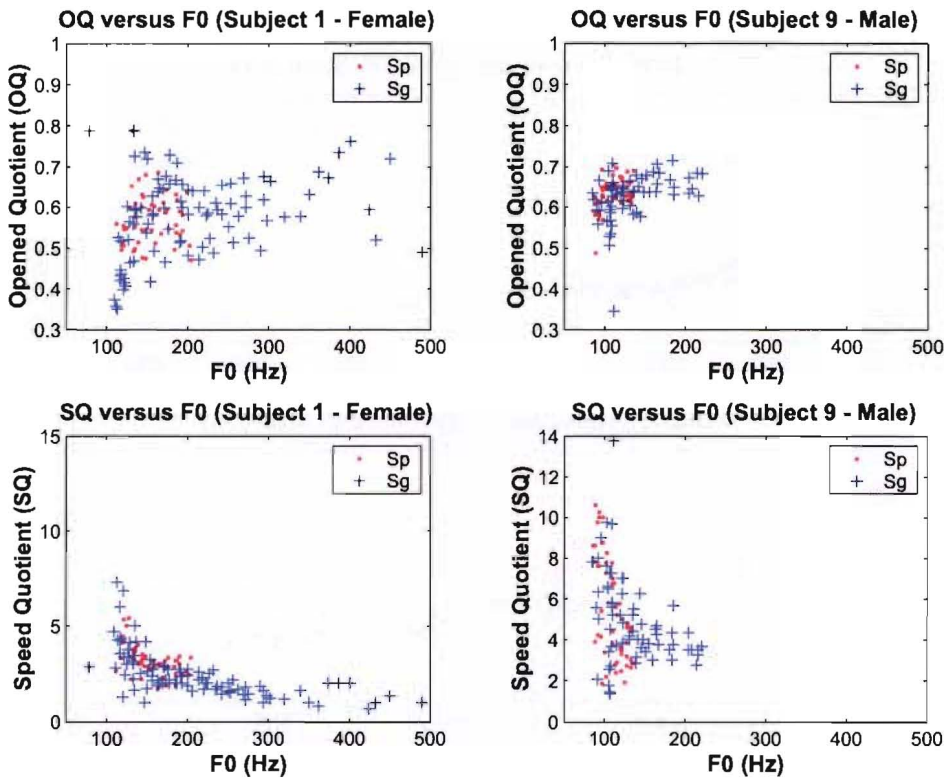 OQ versus F0 (Subject 1 - Female)
Opened Quotient (OQ)
1
0.9
0.8
0.7
0.6
0.5
0.4
0.3
Sp
Sg
100 200 300 400 500
F0 (Hz)
OQ versus F0 (Subject 9 - Male)
Opened Quotient (OQ)
1
0.9
0.8
0.7
0.6
0.5
0.4
0.3
Sp
Sg
100 200 300 400 500
F0 (Hz)
SQ versus F0 (Subject 1 - Female)
Speed Quotient (SQ)
15
10
5
0
Sp
Sg
100 200 300 400 500
F0 (Hz)
SQ versus F0 (Subject 9 - Male)
Speed Quotient (SQ)
14
12
10
8
6
4
2
0
Sp
Sg
100 200 300 400 500
F0 (Hz)